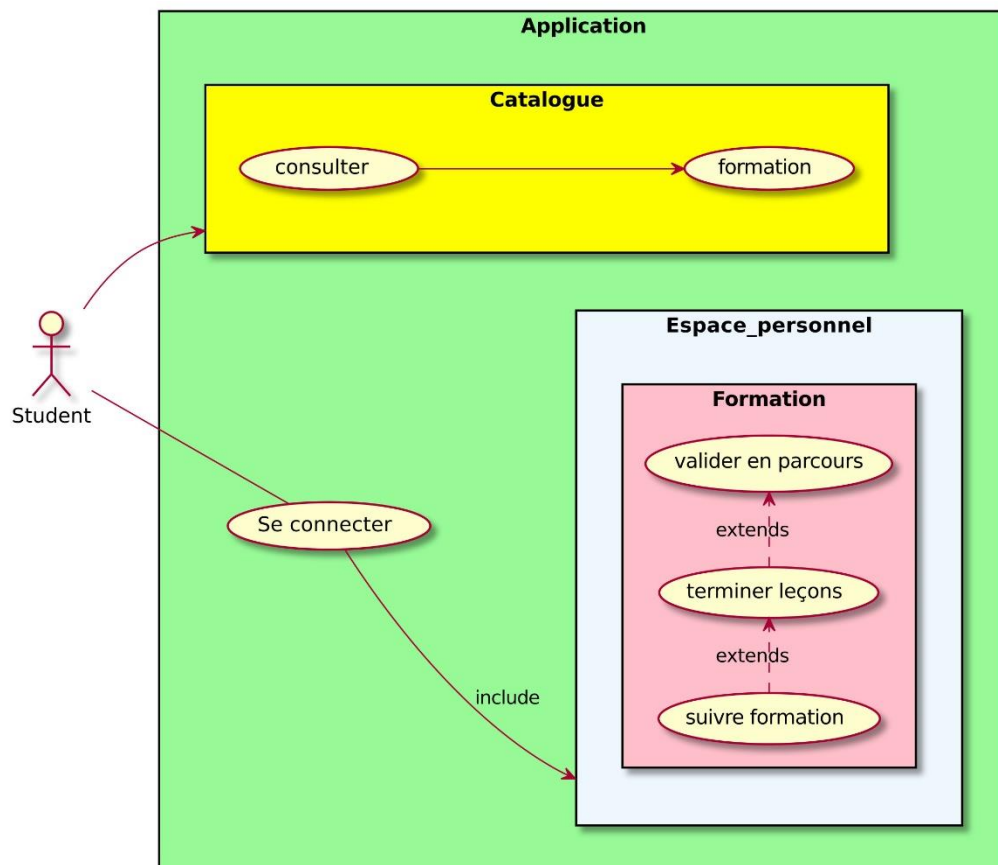 Application
Catalogue
consulter
formation
Student
Espace_personnel
Formation
valider en parcours
extends
terminer leçons
extends
suivre formation
Se connecter
include